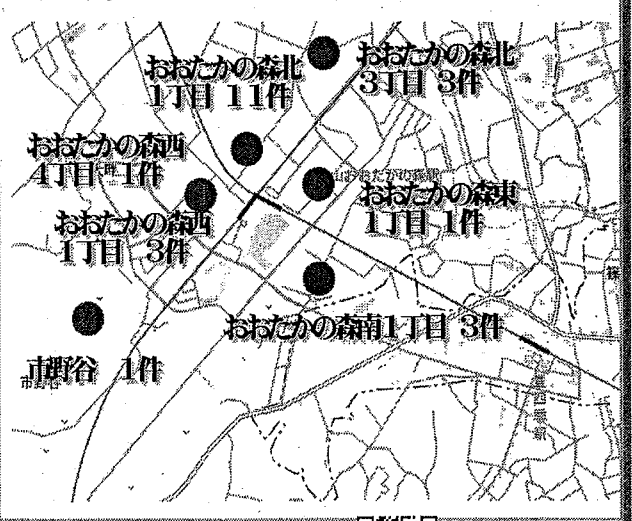 おおたかの森北
1丁目 11件
おおたかの森北
3丁目 3件
おおたかの森西
4丁目 1件
おおたかの森東
1丁目 1件
おおたかの森西
1丁目 3件
おおたかの森南1丁目 3件
市野谷 1件